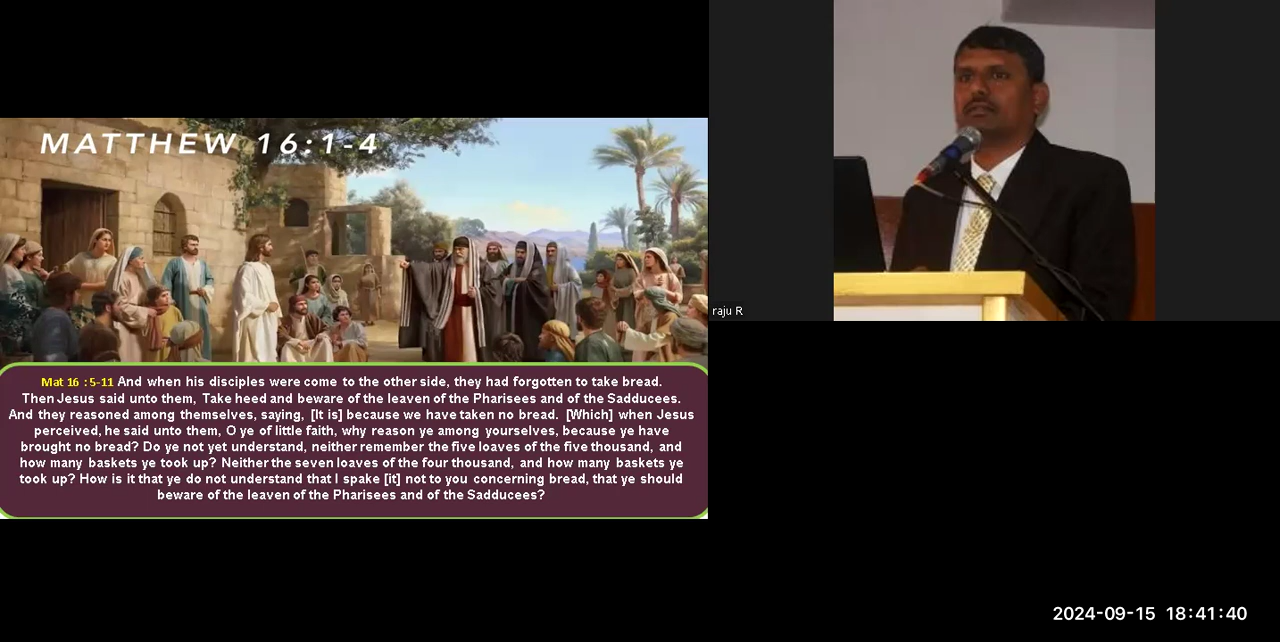 MATTHEW 16:1-4
Mat 16 : 5-11 And when his disciples were come to the other side, they had forgotten to take bread.
Then Jesus said unto them, Take heed and beware of the leaven of the Pharisees and of the Sadducees.
And they reasoned among themselves, saying, [It is] because we have taken no bread. [Which] when Jesus
perceived, he said unto them, O ye of little faith, why reason ye among yourselves, because ye have
brought no bread? Do ye not yet understand, neither remember the five loaves of the five thousand, and
how many baskets ye took up? Neither the seven loaves of the four thousand, and how many baskets ye
took up? How is it that ye do not understand that I spake [it] not to you concerning bread, that ye should
beware of the leaven of the Pharisees and of the Sadducees?
raju R
2024-09-15 18:41:40